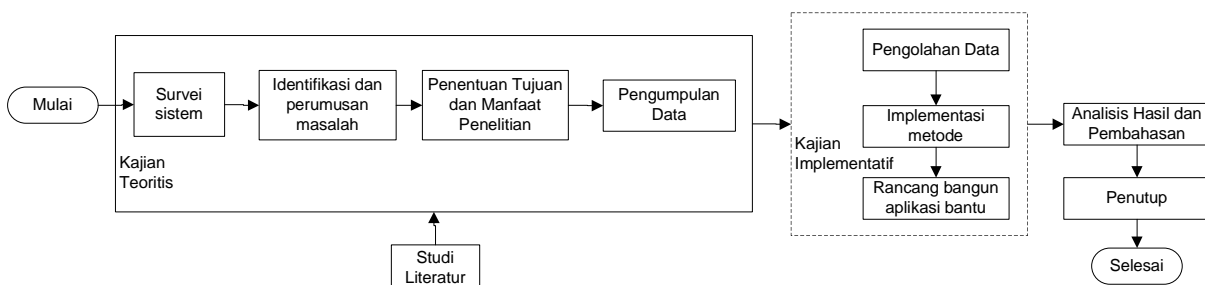 Mulai
Survei
sistem
Identifikasi dan
perumusan
masalah
Penentuan Tujuan
dan Manfaat
Penelitian
Pengumpulan
Data
Kajian
Teoritis
Studi
Literatur
Pengolahan Data
Implementasi
metode
Rancang bangun
aplikasi bantu
Kajian
Implementatif
Analisis Hasil dan
Pembahasan
Penutup
Selesai